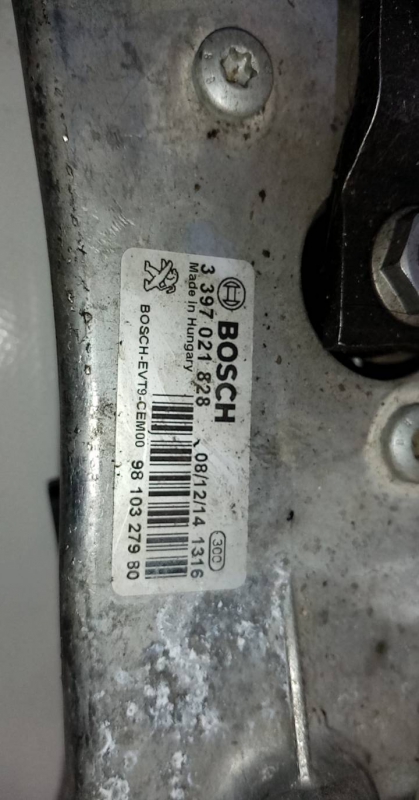 BOSCH
3 397 021 828
Made in Hungary
08/12/14 1316
300
BOSCH-EVT9-CEM00
98 103 279 80